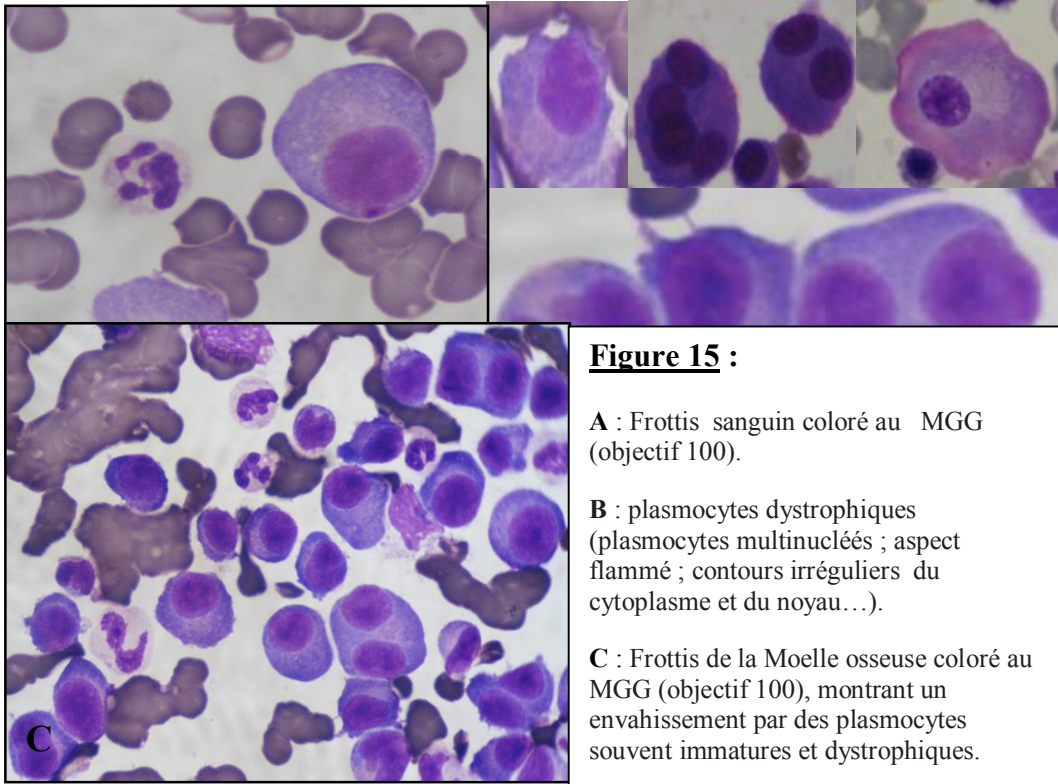 Figure 15 :
A : Frottis sanguin coloré au MGG
(objectif 100).
B : plasmocytes dystrophiques
(plasmocytes multinucléés ; aspect
flammé ; contours irréguliers du
cytoplasme et du noyau…).
C : Frottis de la Moelle osseuse coloré au
MGG (objectif 100), montrant un
envahissement par des plasmocytes
souvent immatures et dystrophiques.
C